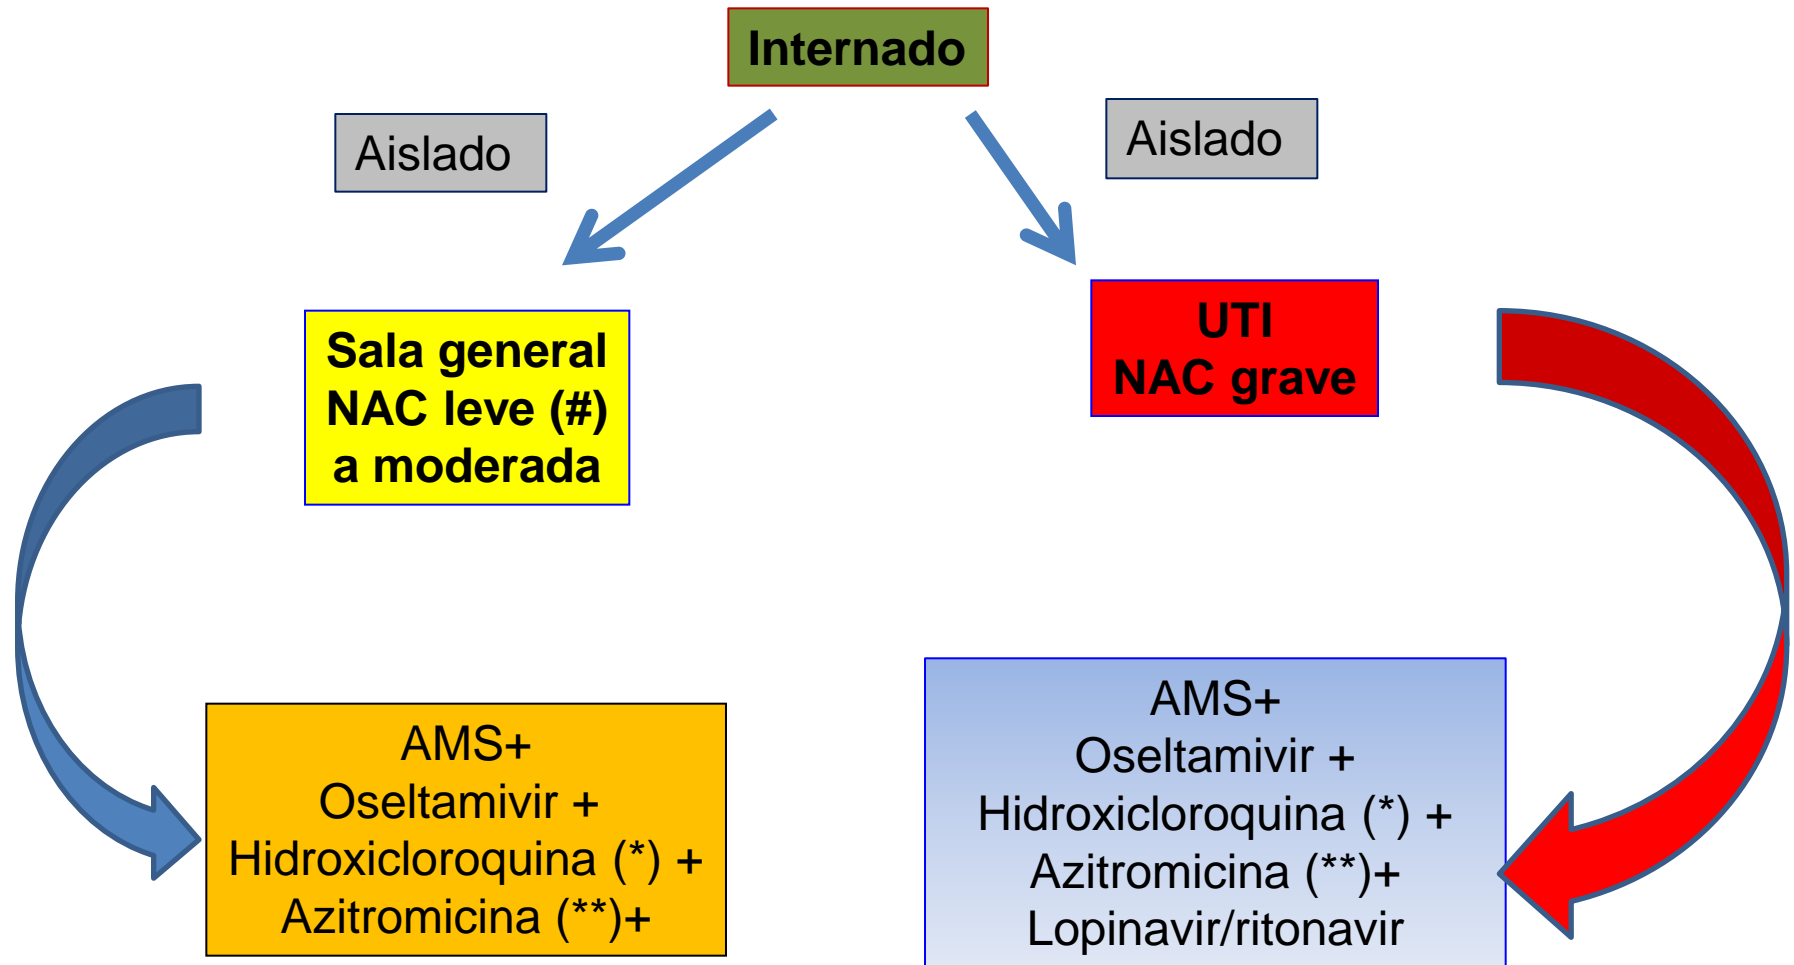 Internado
Aislado
Aislado
Sala general
NAC leve (#)
a moderada
UTI
NAC grave
AMS+
Oseltamivir +
Hidroxicloroquina (*) +
Azitromicina (**)+
AMS+
Oseltamivir +
Hidroxicloroquina (*) +
Azitromicina (**)+
Lopinavir/ritonavir